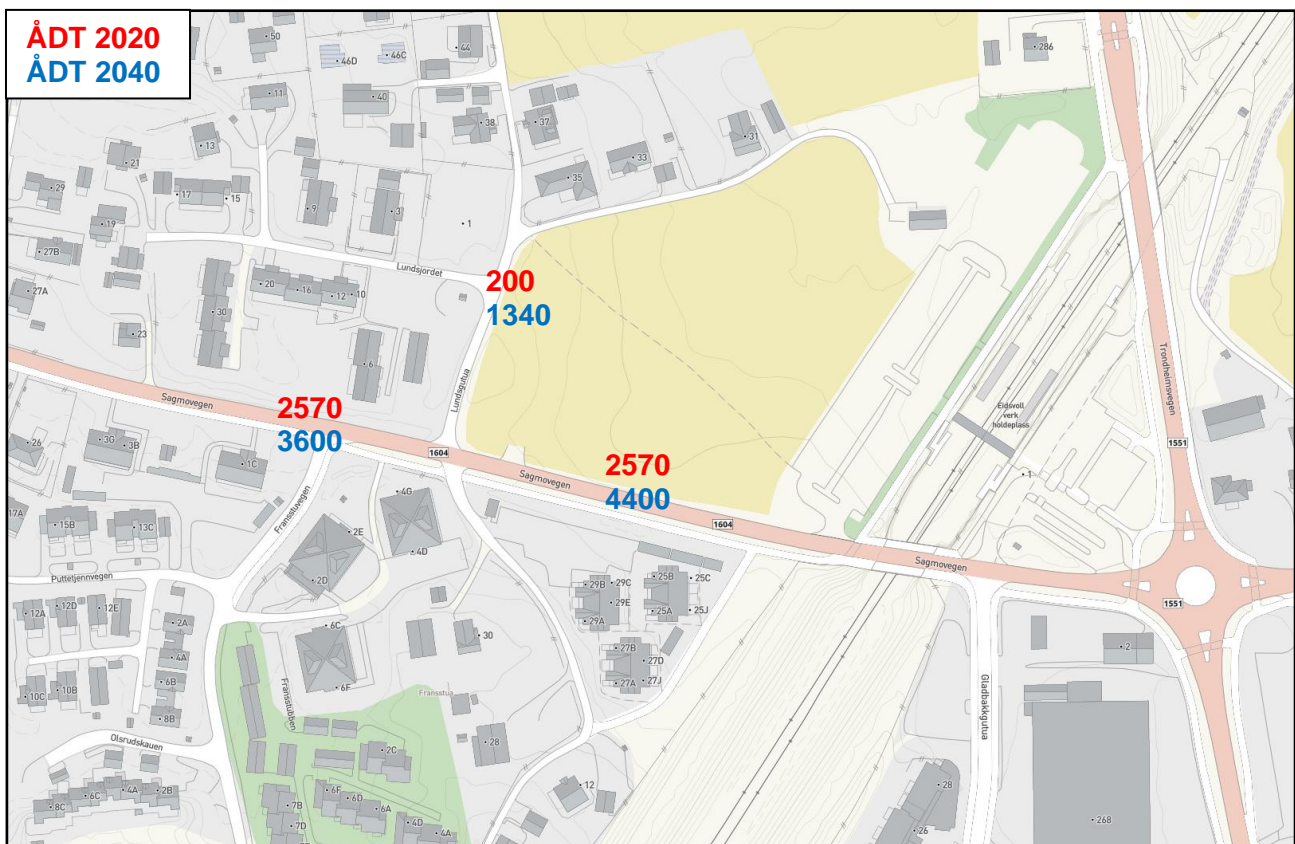 ÅDT 2020
ÅDT 2040
50
44
46D
46C
286
11
40
38
37
13
31
21
33
35
29
17
15
9
3
1
19
27B
Lundsjordet
20
16
12
10
27A
30
200
1340
23
6
Lundsgutua
Trondheimsvegen
Sagmovegen
2570
3600
Eidsvoll
verk
holdeplass
26
3G
3B
1604
Sagmovegen
2570
4400
1551
1C
1
4G
17A
15B
13C
Fransstuvegen
2E
1604
4D
Sagmovegen
Puttetjennvegen
2D
29B
29C
25B
25C
29E
25A
25J
29A
1551
12A
12D
12E
2A
6C
30
27B
27D
27A
27J
2
4A
10C
10B
6B
6F
Fransstua
8B
Fransstubben
Gladbakkgutua
Olsrudskauen
2C
28
12
28
8C
6C
4A
2B
7B
6F
6D
6A
7D
4D
4A
26
268